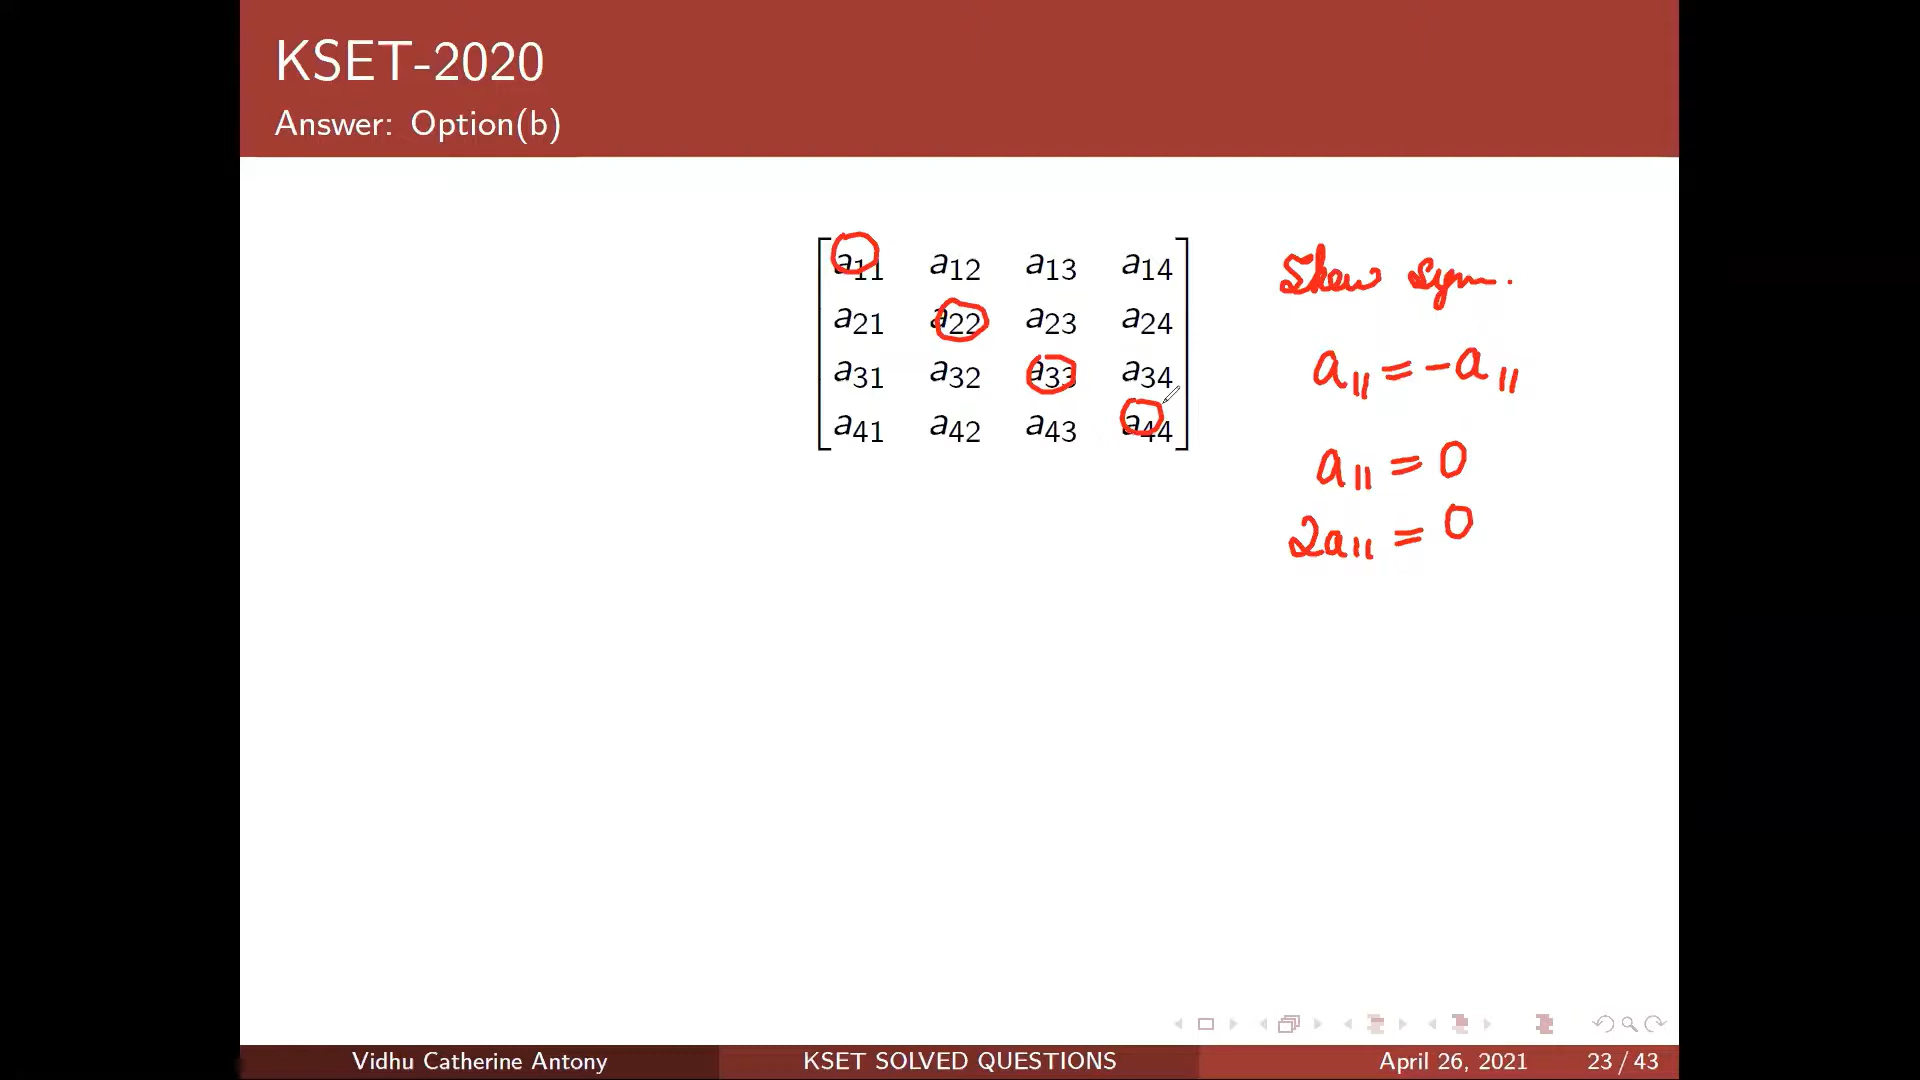 KSET-2020
Answer: Option(b)
a11 a12 a13 a14
a21 a22 a23 a24
a31 a32 a33 a34
a41 a42 a43 a44
Skew Sym.
a11 = -a11
a11 = 0
2a11 = 0
Vidhu Catherine Antony KSET SOLVED QUESTIONS April 26, 2021 23 / 43